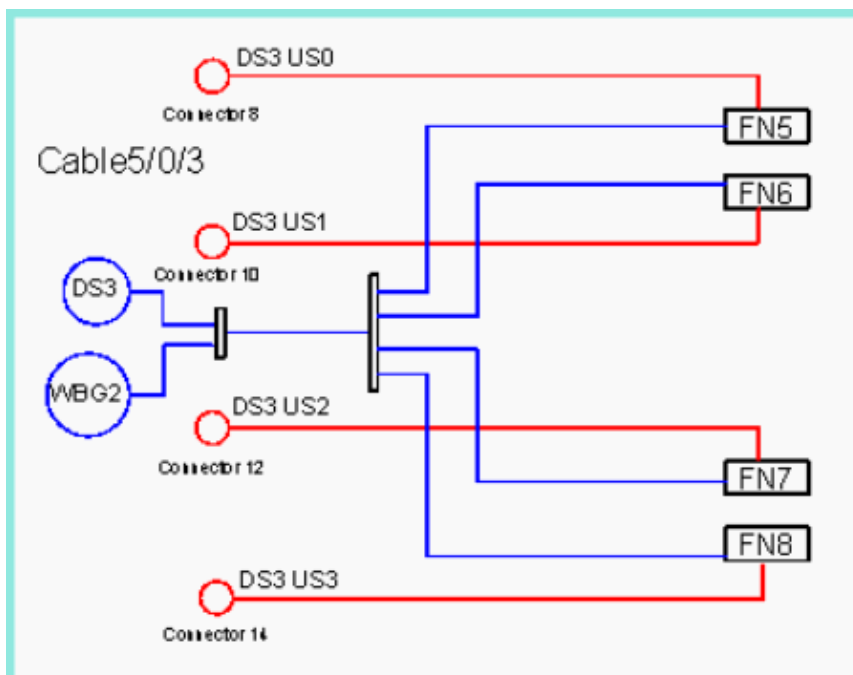 DS3 US0
Connector 8
FN5
Cable5/0/3
FN6
DS3 US1
Connector 10
DS3
WBG2
DS3 US2
Connector 12
FN7
FN8
DS3 US3
Connector 14